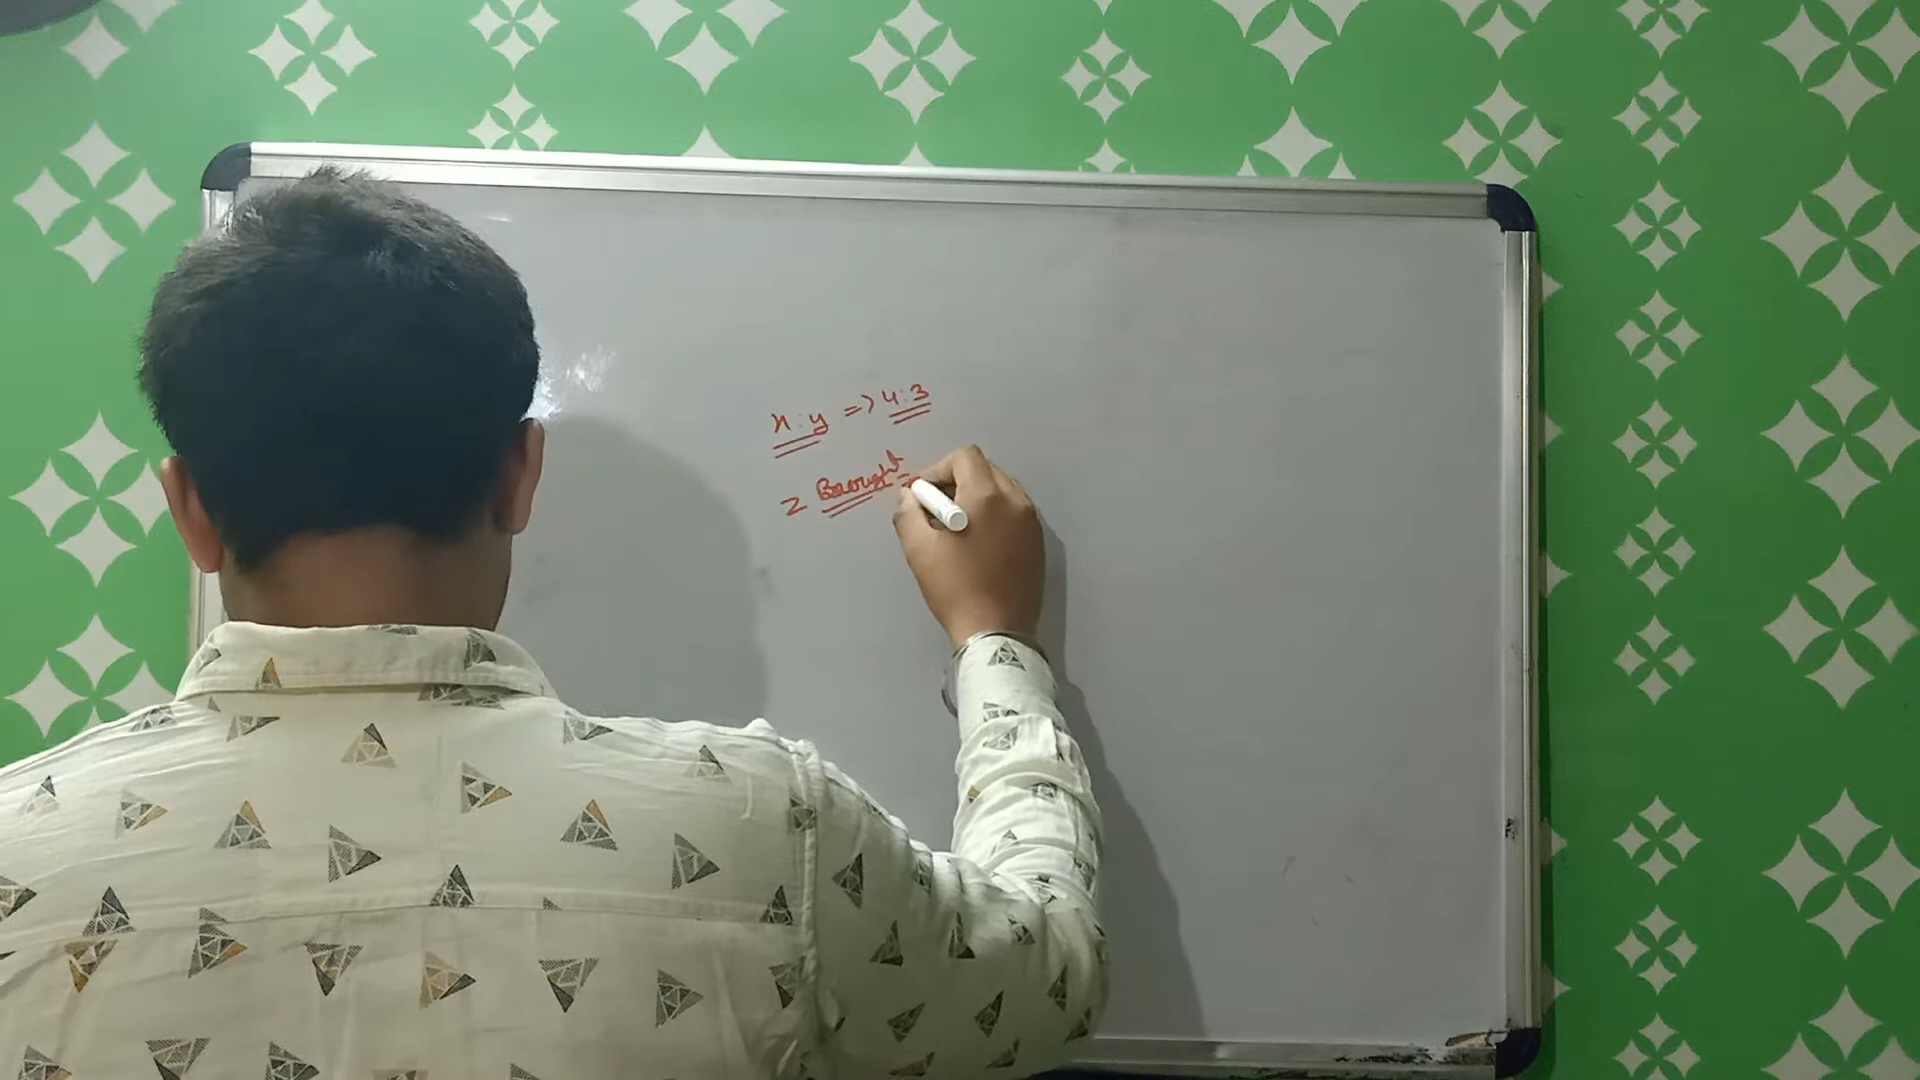 x : y => 4 : 3
z Brought =